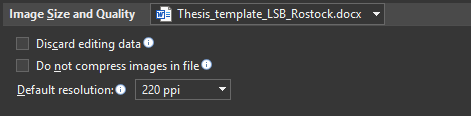 Image Size and Quality Thesis_template_LSB_Rostock.docx
Discard editing data
Do not compress images in file
Default resolution: 220 ppi